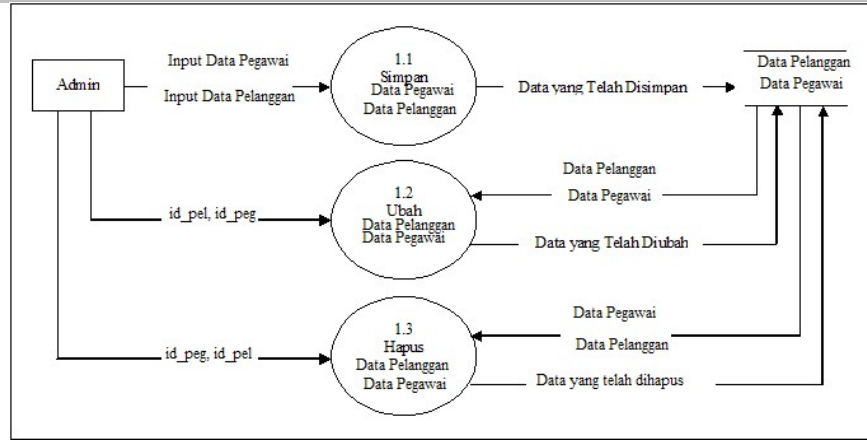 Admin
Input Data Pegawai
Input Data Pelanggan
1.1
Simpan
Data Pegawai
Data Pelanggan
Data yang Telah Disimpan
Data Pelanggan
Data Pegawai
id_pel, id_peg
1.2
Ubah
Data Pelanggan
Data Pegawai
Data Pelanggan
Data Pegawai
Data yang Telah Diubah
id_peg, id_pel
1.3
Hapus
Data Pelanggan
Data Pegawai
Data Pegawai
Data Pelanggan
Data yang telah dihapus